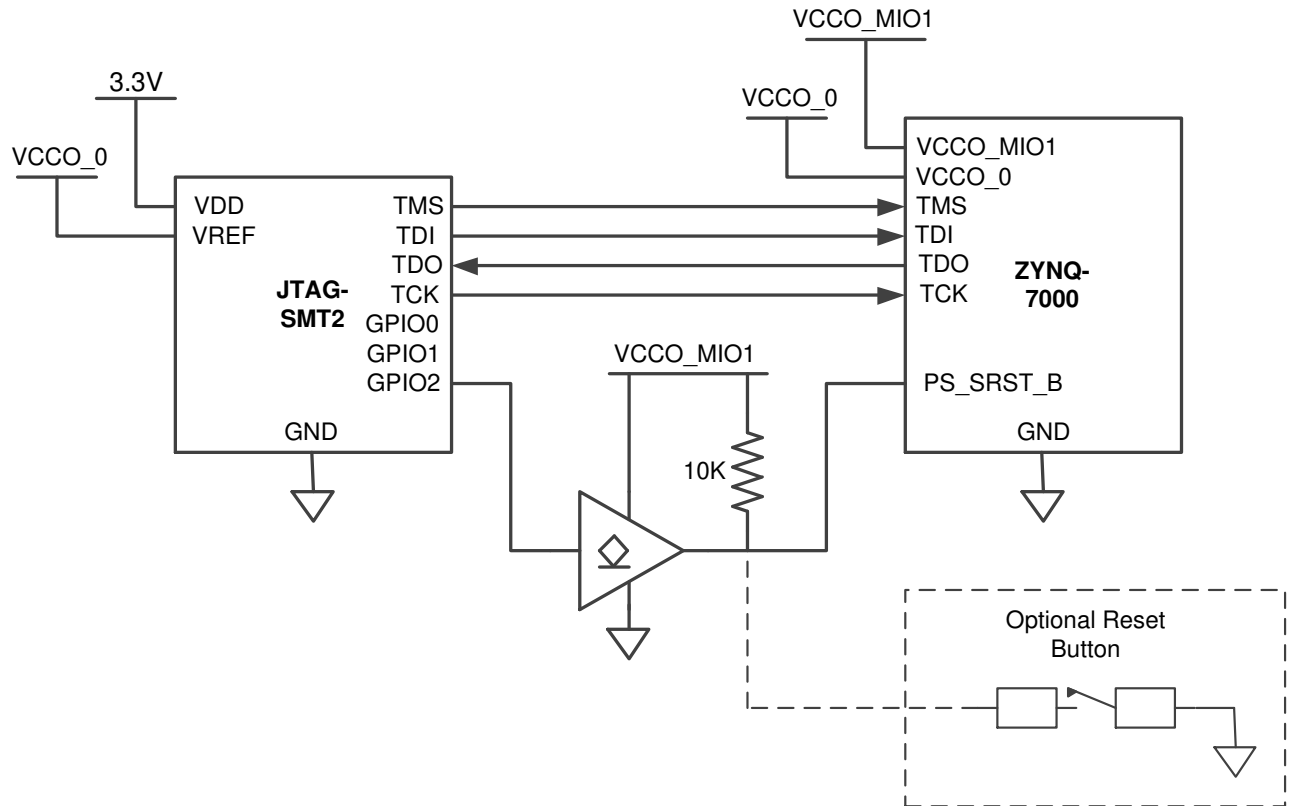 VCCO_MIO1
3.3V
VCCO_0
VCCO_0
VDD
VREF
JTAG-
SMT2
TMS
TDI
TDO
TCK
GPIO0
GPIO1
GPIO2
GND
VCCO_MIO1
VCCO_0
TMS
TDI
TDO
TCK
ZYNQ-
7000
PS_SRST_B
GND
VCCO_MIO1
10K
Optional Reset
Button